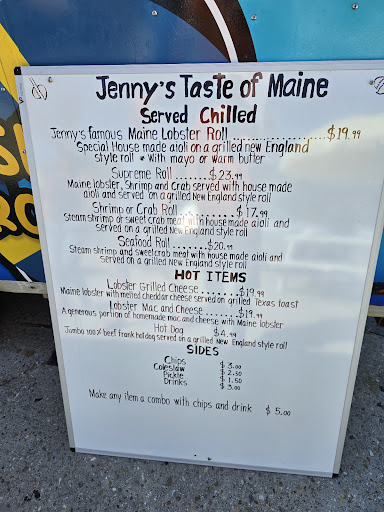 Jenny's Taste of Maine
Served Chilled
Jenny's famous Maine Lobster Roll ..................... $19.99
Special House made aioli on a grilled new England
style roll * With mayo or warm butter
Supreme Roll ....... $23.99
Maine lobster, Shrimp and Crab served with house made
aioli and served on a grilled New England style roll
Shrimp or Crab Roll ......... $17.99
Steam shrimp or sweet crab meat with house made aioli and
served on a grilled New England style roll
Seafood Roll ....... $20.99
Steam shrimp and sweet crab meat with house made aioli and
served on a grilled New England style roll
HOT ITEMS
Lobster Grilled Cheese ....... $19.99
Maine lobster with melted cheddar cheese served on grilled Texas toast
Lobster Mac and Cheese ....... $19.99
A generous portion of homemade mac and cheese with Maine lobster
Hot Dog $4.99
Jumbo 100% beef frank hotdog served on a grilled New England style roll
SIDES
Chips $3.00
Coleslaw $2.50
Pickle $1.50
Drinks $3.00
Make any item a combo with chips and drink $5.00